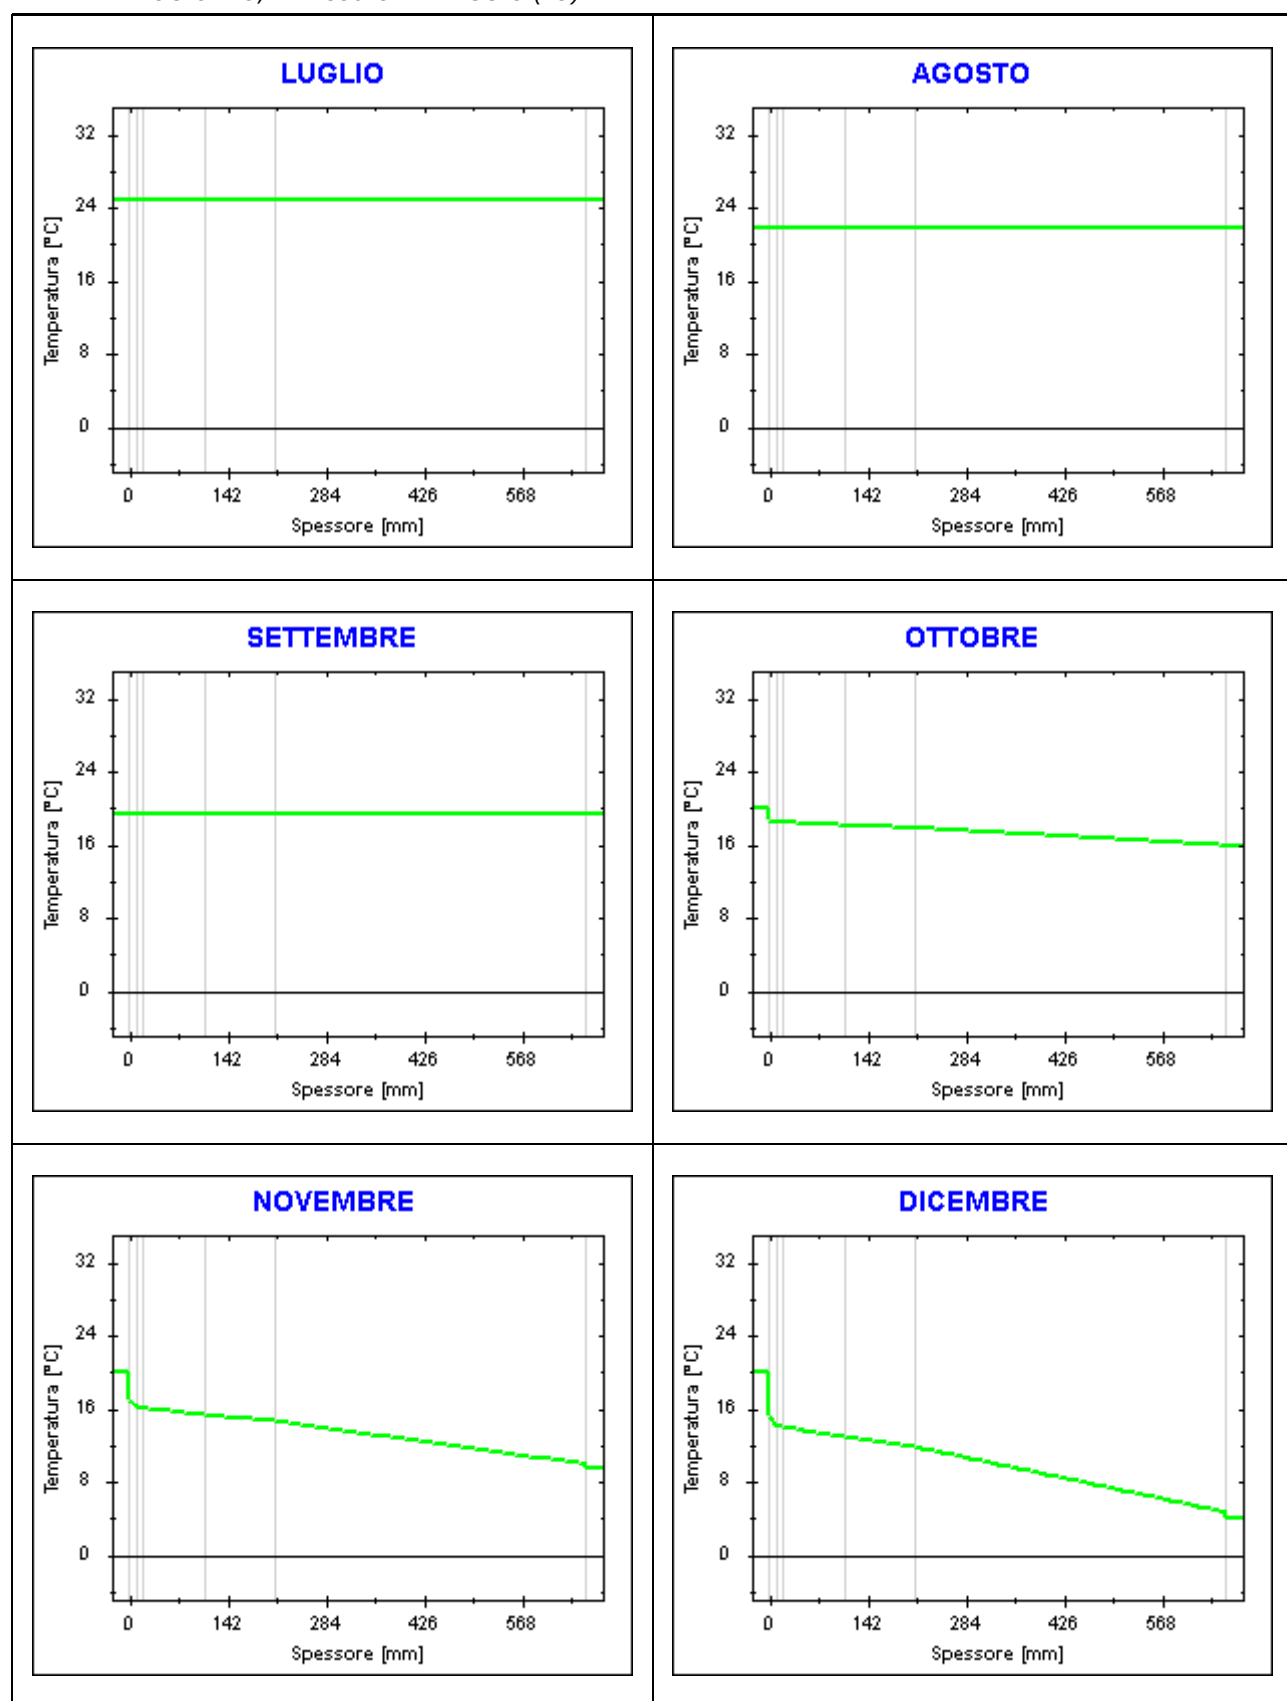 LUGLIO
32
24
16
8
0
Temperatura [°C]
0 142 284 426 568
Spessore [mm]
AGOSTO
32
24
16
8
0
Temperatura [°C]
0 142 284 426 568
Spessore [mm]
SETTEMBRE
32
24
16
8
0
Temperatura [°C]
0 142 284 426 568
Spessore [mm]
OTTOBRE
32
24
16
8
0
Temperatura [°C]
0 142 284 426 568
Spessore [mm]
NOVEMBRE
32
24
16
8
0
Temperatura [°C]
0 142 284 426 568
Spessore [mm]
DICEMBRE
32
24
16
8
0
Temperatura [°C]
0 142 284 426 568
Spessore [mm]